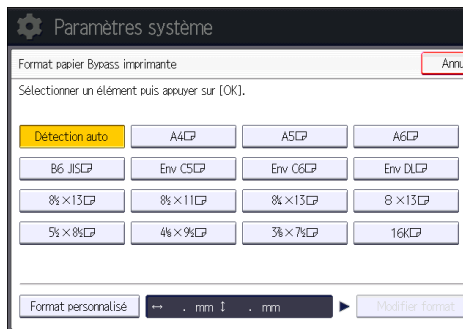 Paramètres système
Format papier Bypass imprimante
Annu
Sélectionner un élément puis appuyer sur [OK].
Détection auto A4 A5 A6
B6 JIS Env C5 Env C6 Env DL
8½×13 8½×11 8¼×13 8×13
5½×8½ 4⅛×9½ 3⅞×7½ 16K
Format personnalisé ↔ . mm ↕ . mm ▶ Modifier format